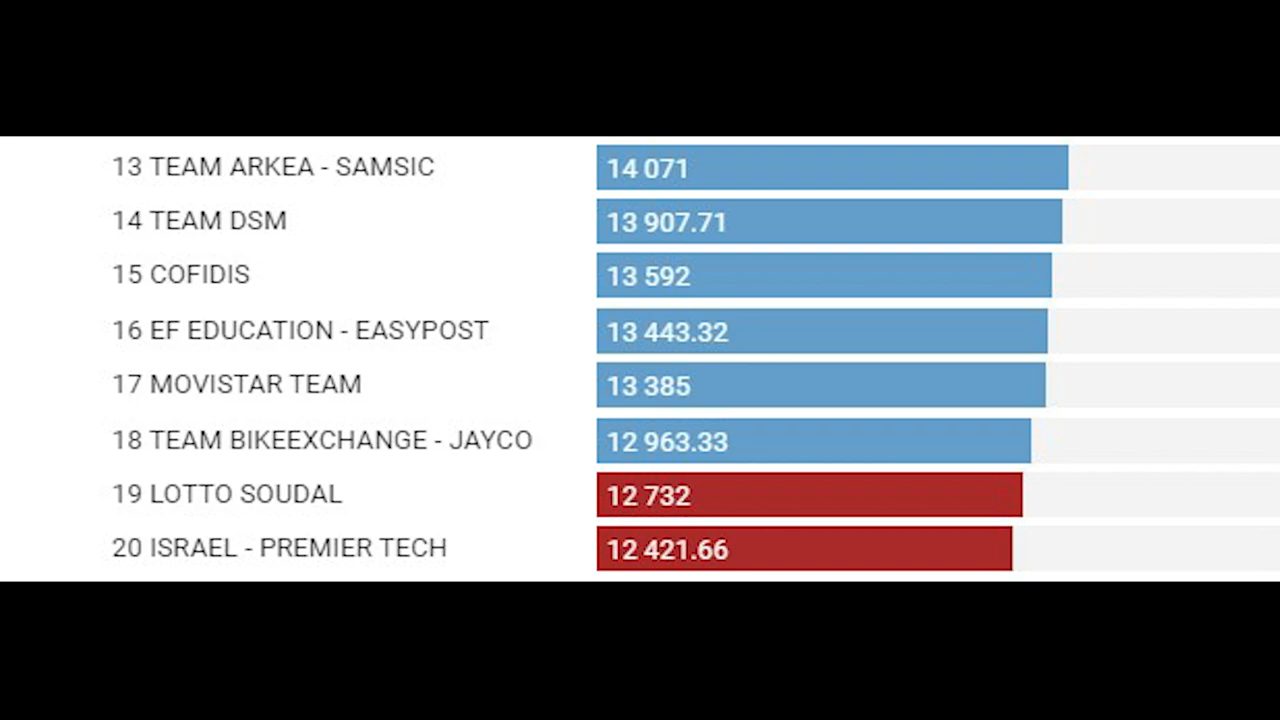 13 TEAM ARKEA - SAMSIC 14 071
14 TEAM DSM 13 907.71
15 COFIDIS 13 592
16 EF EDUCATION - EASYPOST 13 443.32
17 MOVISTAR TEAM 13 385
18 TEAM BIKEEXCHANGE - JAYCO 12 963.33
19 LOTTO SOUDAL 12 732
20 ISRAEL - PREMIER TECH 12 421.66